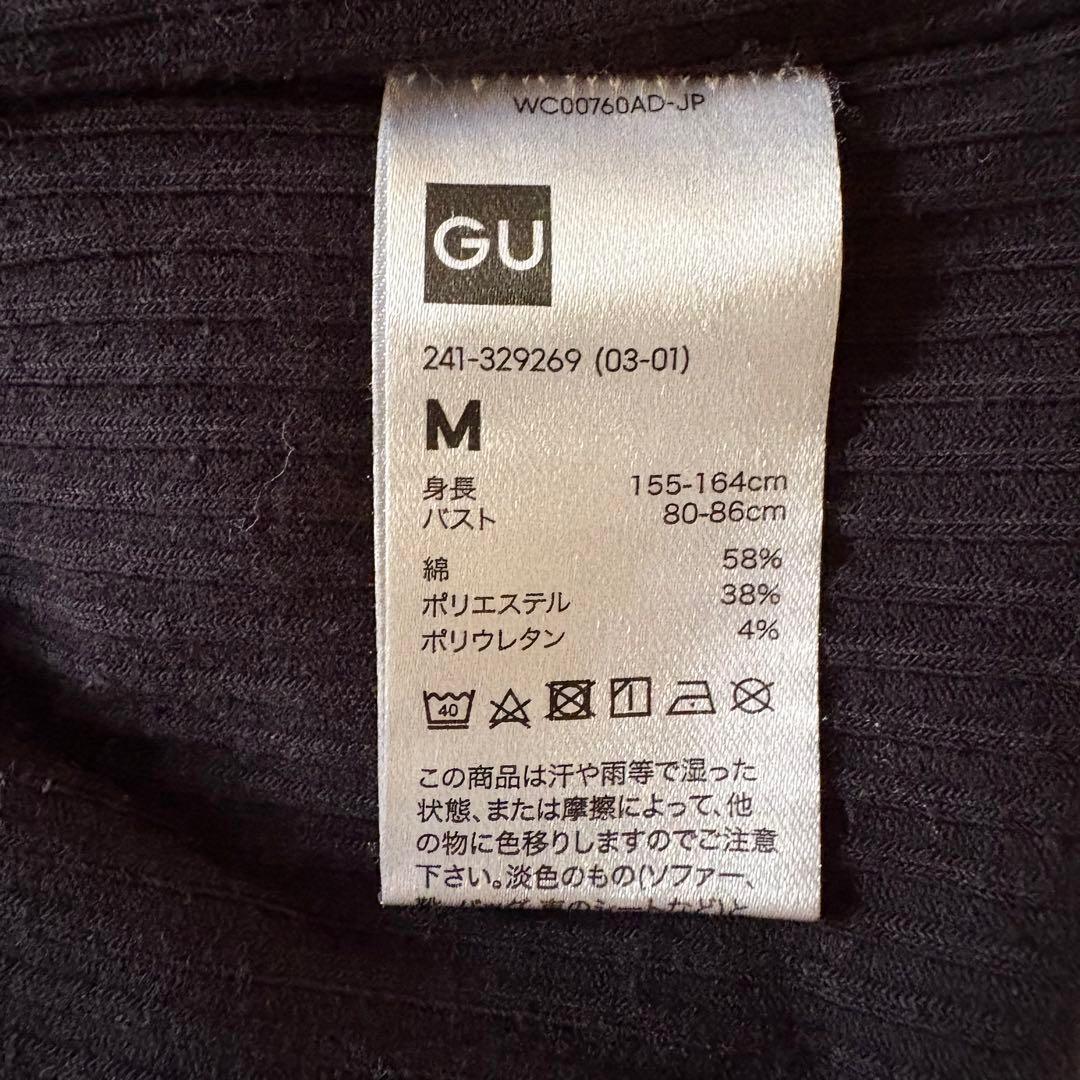 WC00760AD-JP
GU
241-329269 (03-01)
M
身長 155-164cm
バスト 80-86cm
綿 58%
ポリエステル 38%
ポリウレタン 4%
40
この商品は汗や雨等で湿った
状態、または摩擦によって、他
の物に色移りしますのでご注意
下さい。淡色のもの(ソファー、